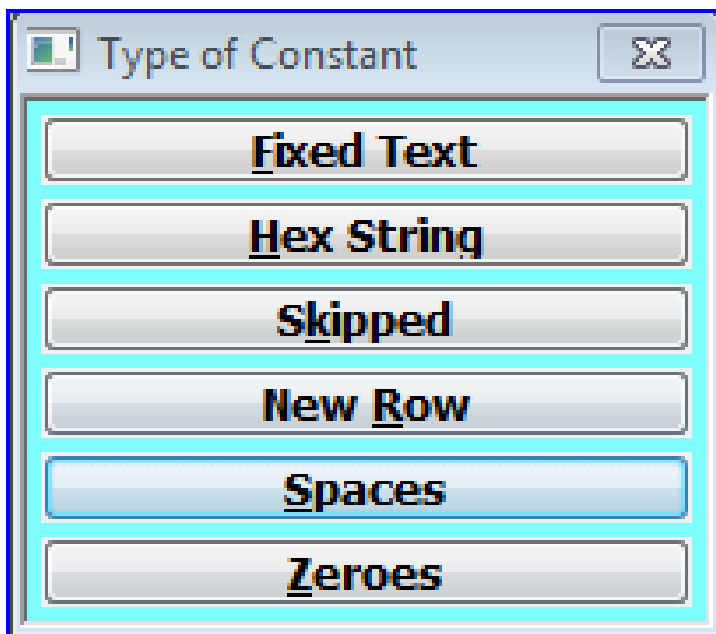 Type of Constant
Fixed Text
Hex String
Skipped
New Row
Spaces
Zeroes